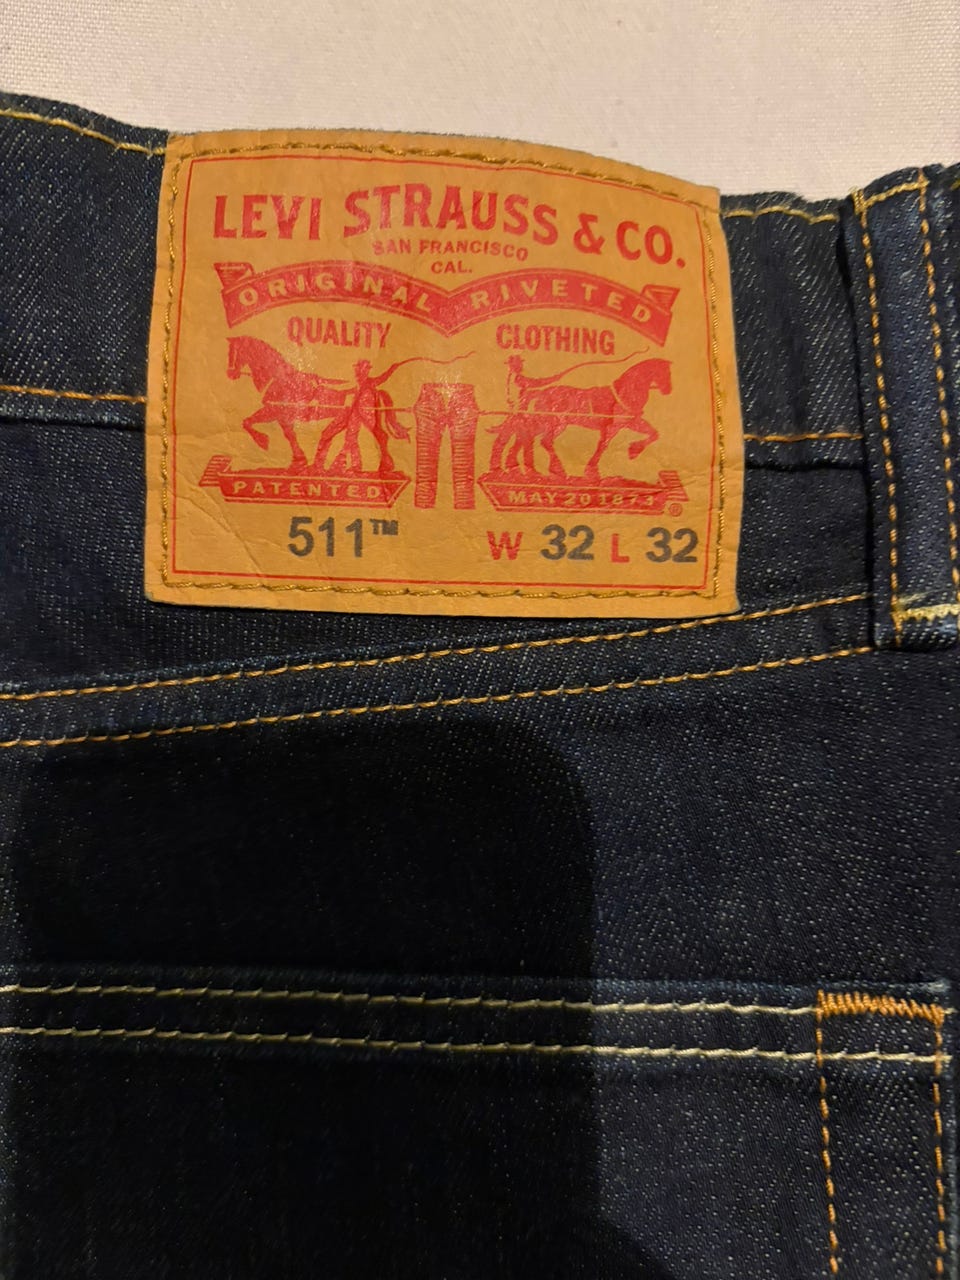 LEVI STRAUSS & CO.
SAN FRANCISCO
CAL.
ORIGINAL RIVETED
QUALITY CLOTHING
PATENTED MAY 20 1873 ®
511™ W 32 L 32